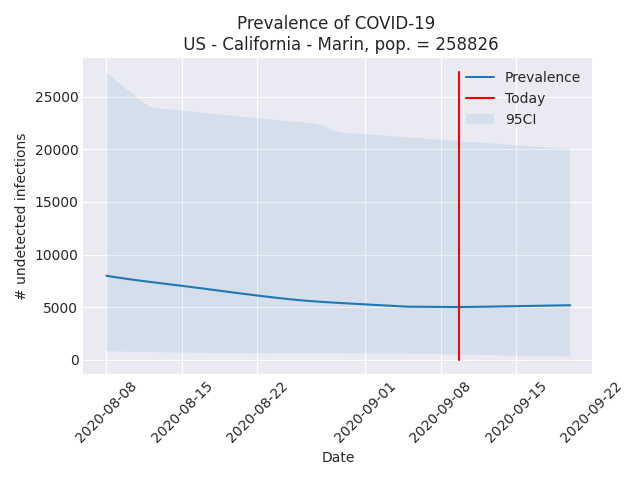 Prevalence of COVID-19
US - California - Marin, pop. = 258826
Prevalence
Today
95CI
# undetected infections
25000
20000
15000
10000
5000
0
2020-08-08
2020-08-15
2020-08-22
2020-09-01
2020-09-08
2020-09-15
2020-09-22
Date